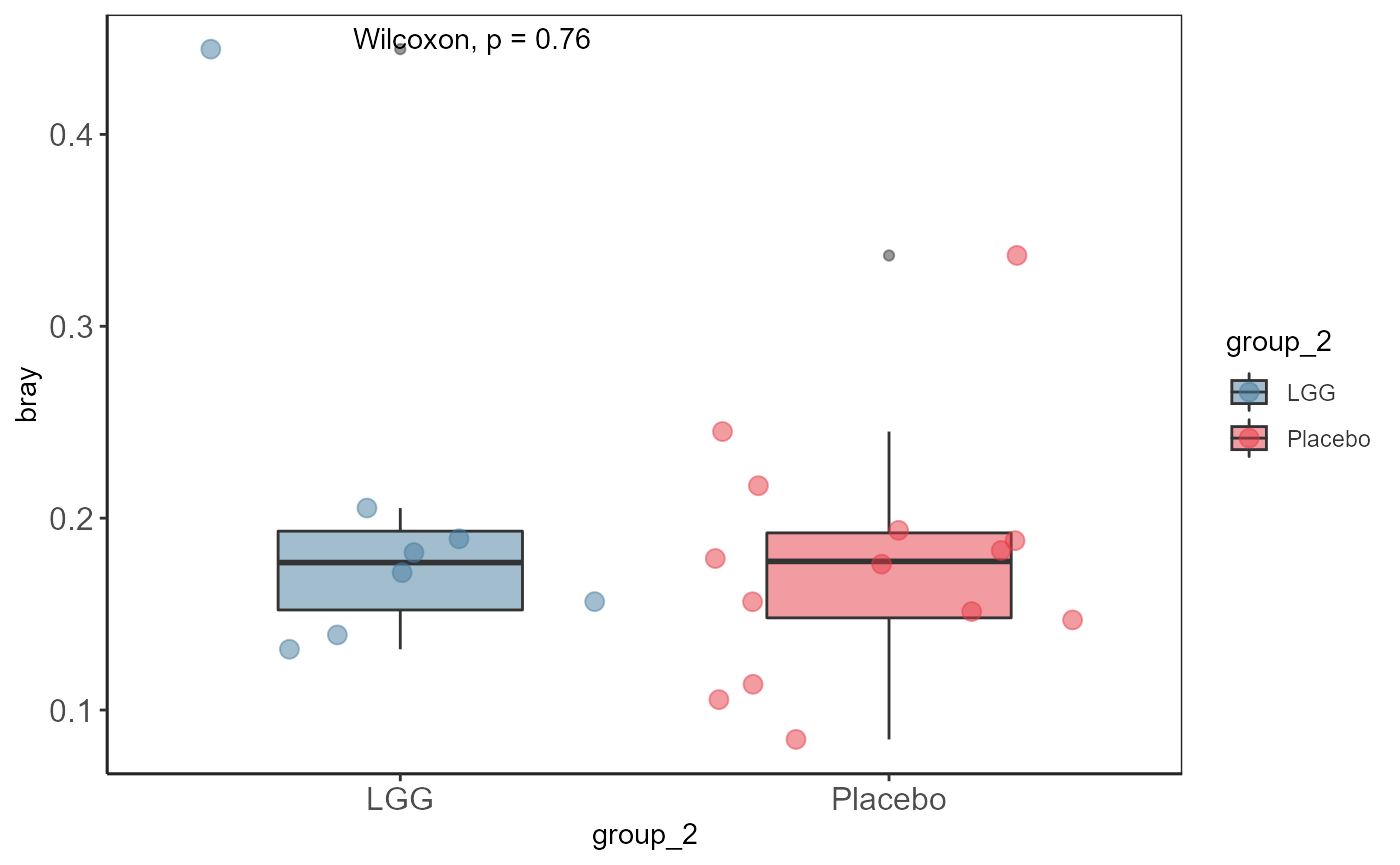 Wilcoxon, p = 0.76
0.4
0.3
0.2
0.1
bray
LGG
Placebo
group_2
group_2
LGG
Placebo